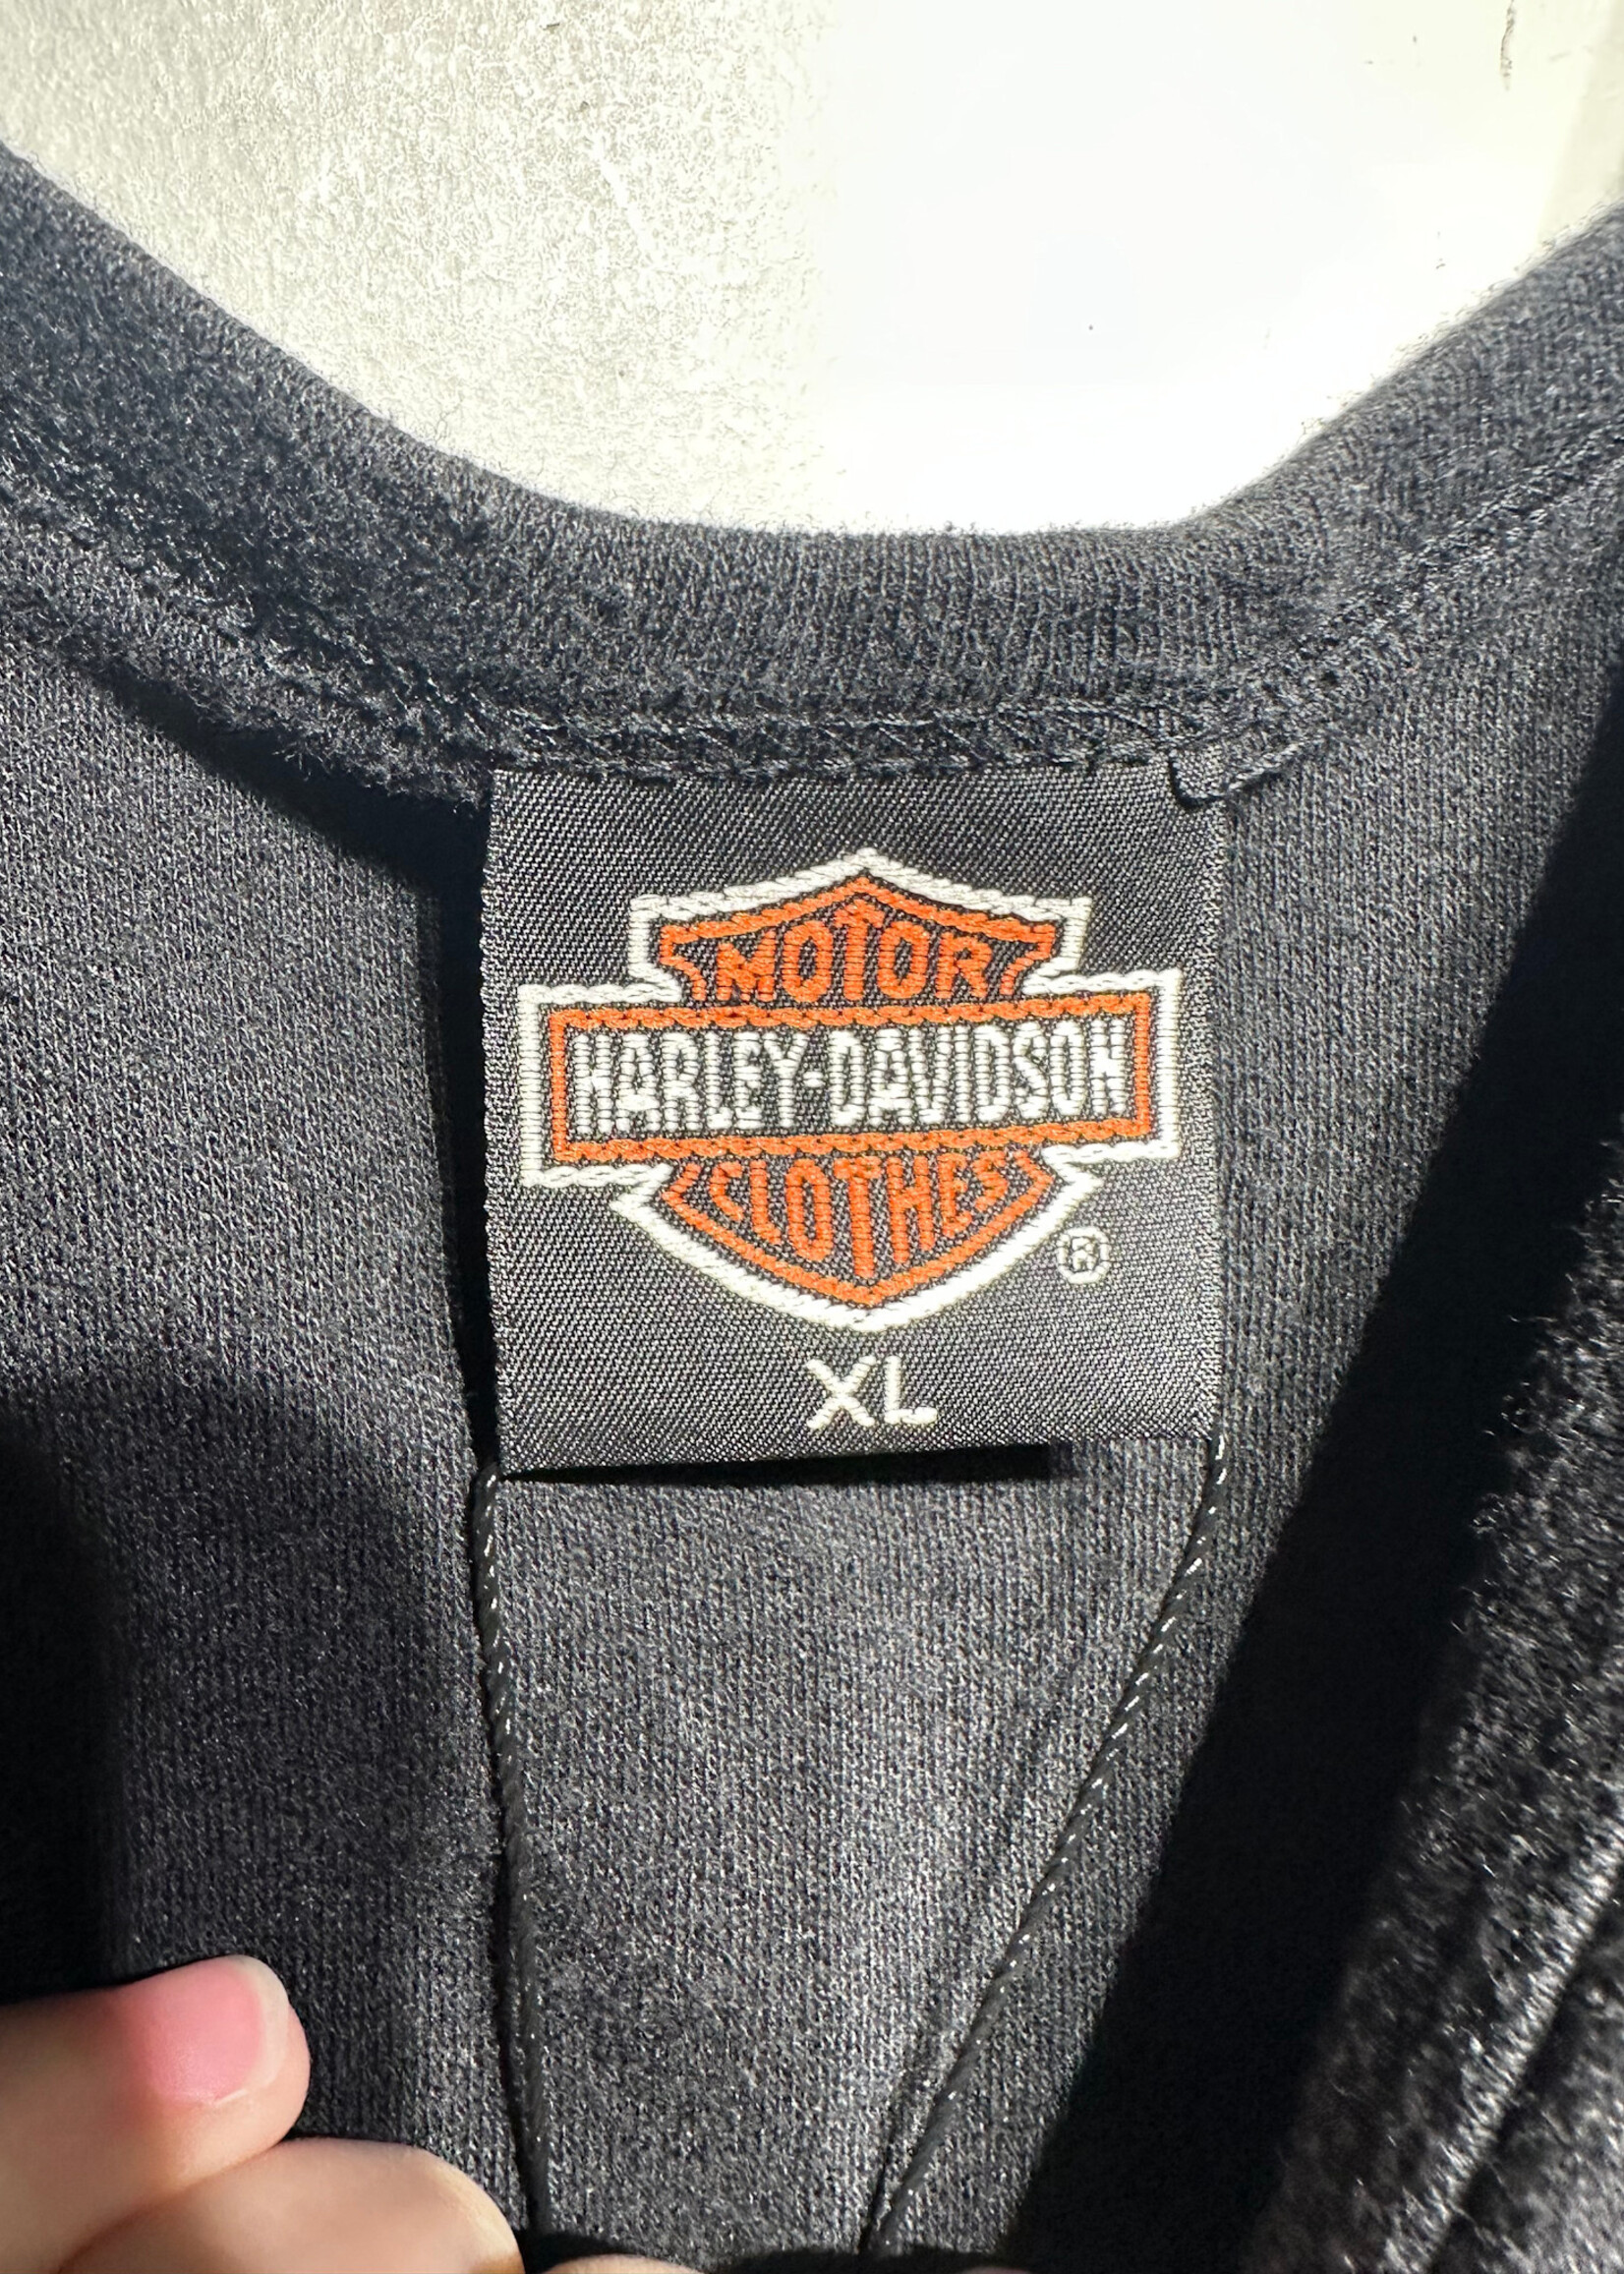 MOTOR
HARLEY-DAVIDSON
CLOTHES
®
XL